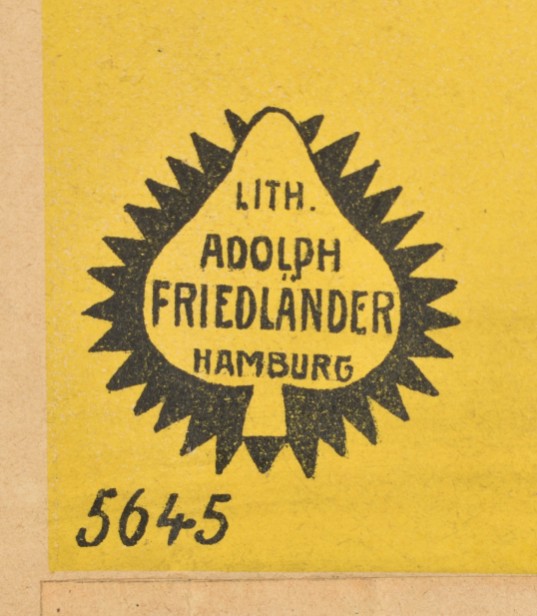 LITH.
ADOLPH
FRIEDLÄNDER
HAMBURG
5645